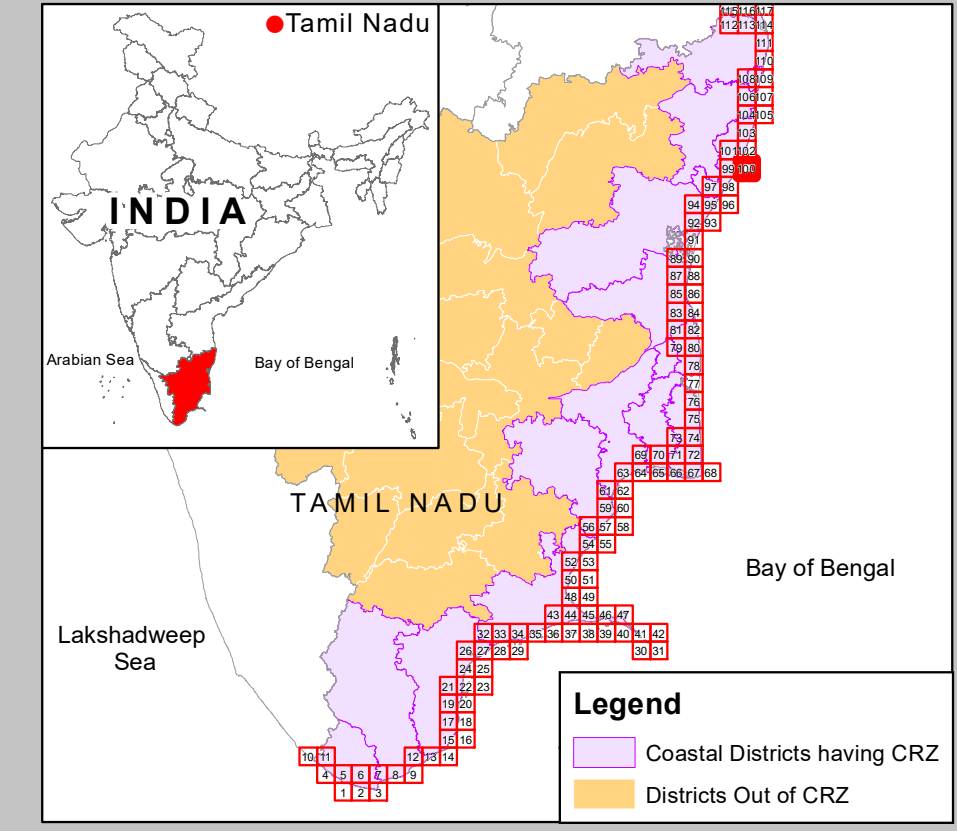 Tamil Nadu
INDIA
Arabian Sea
Bay of Bengal
115 116 117
112 113 114
111
110
108 109
106 107
104 105
103
101 102
99 100
97 98
94 95 96
92 93
91
89 90
87 88
85 86
83 84
81 82
79 80
78
77
76
75
73 74
69 70 71 72
63 64 65 66 67 68
61 62
TAMIL NADU
59 60
56 57 58
54 55
52 53
Bay of Bengal
50 51
48 49
43 44 45 46 47
32 33 34 35 36 37 38 39 40 41 42
Lakshadweep
Sea
26 27 28 29 30 31
24 25
21 22 23
19 20
17 18
15 16
10 11 12 13 14
4 5 6 7 8 9
1 2 3
Legend
Coastal Districts having CRZ
Districts Out of CRZ